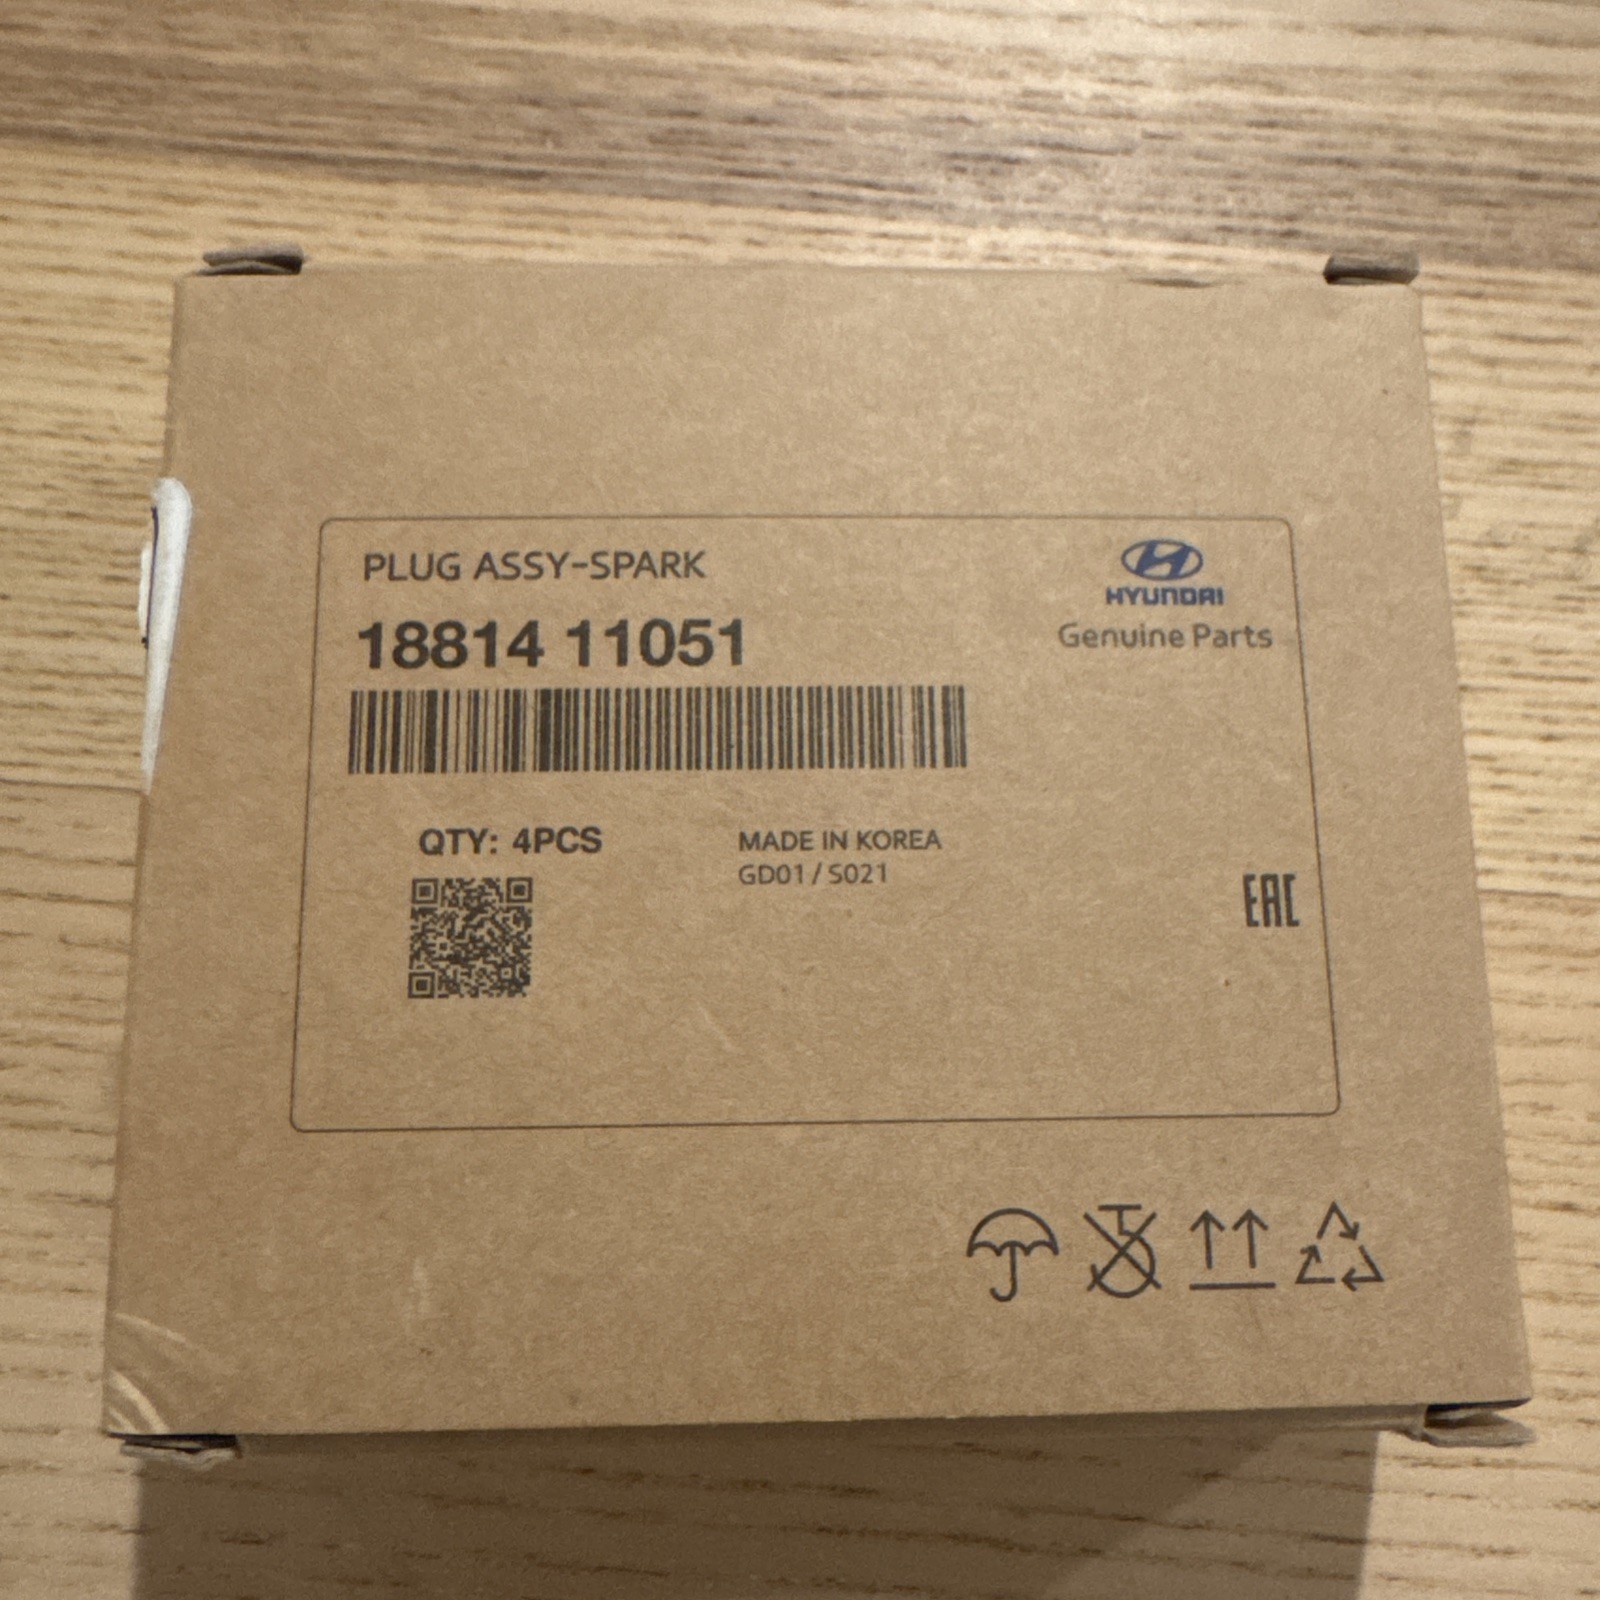 PLUG ASSY-SPARK
HYUNDAI
Genuine Parts
18814 11051
QTY: 4PCS
MADE IN KOREA
GD01 / S021
EAC